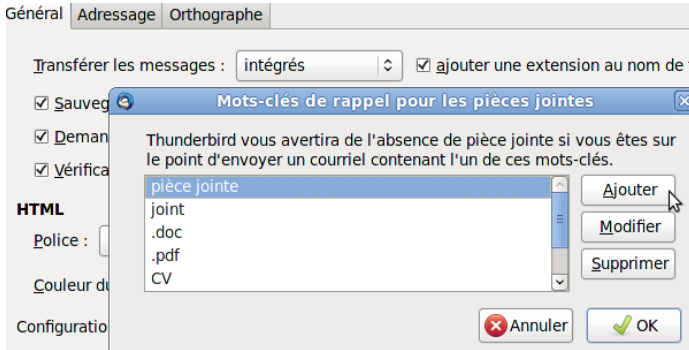 Général Adressage Orthographe
Transférer les messages : intégrés ajouter une extension au nom de
Sauveg
Mots-clés de rappel pour les pièces jointes
Deman
Thunderbird vous avertira de l'absence de pièce jointe si vous êtes sur
le point d'envoyer un courriel contenant l'un de ces mots-clés.
Vérifica
pièce jointe
Ajouter
joint
HTML
.doc
Modifier
Police :
.pdf
Supprimer
CV
Couleur du
Configuratio
Annuler OK